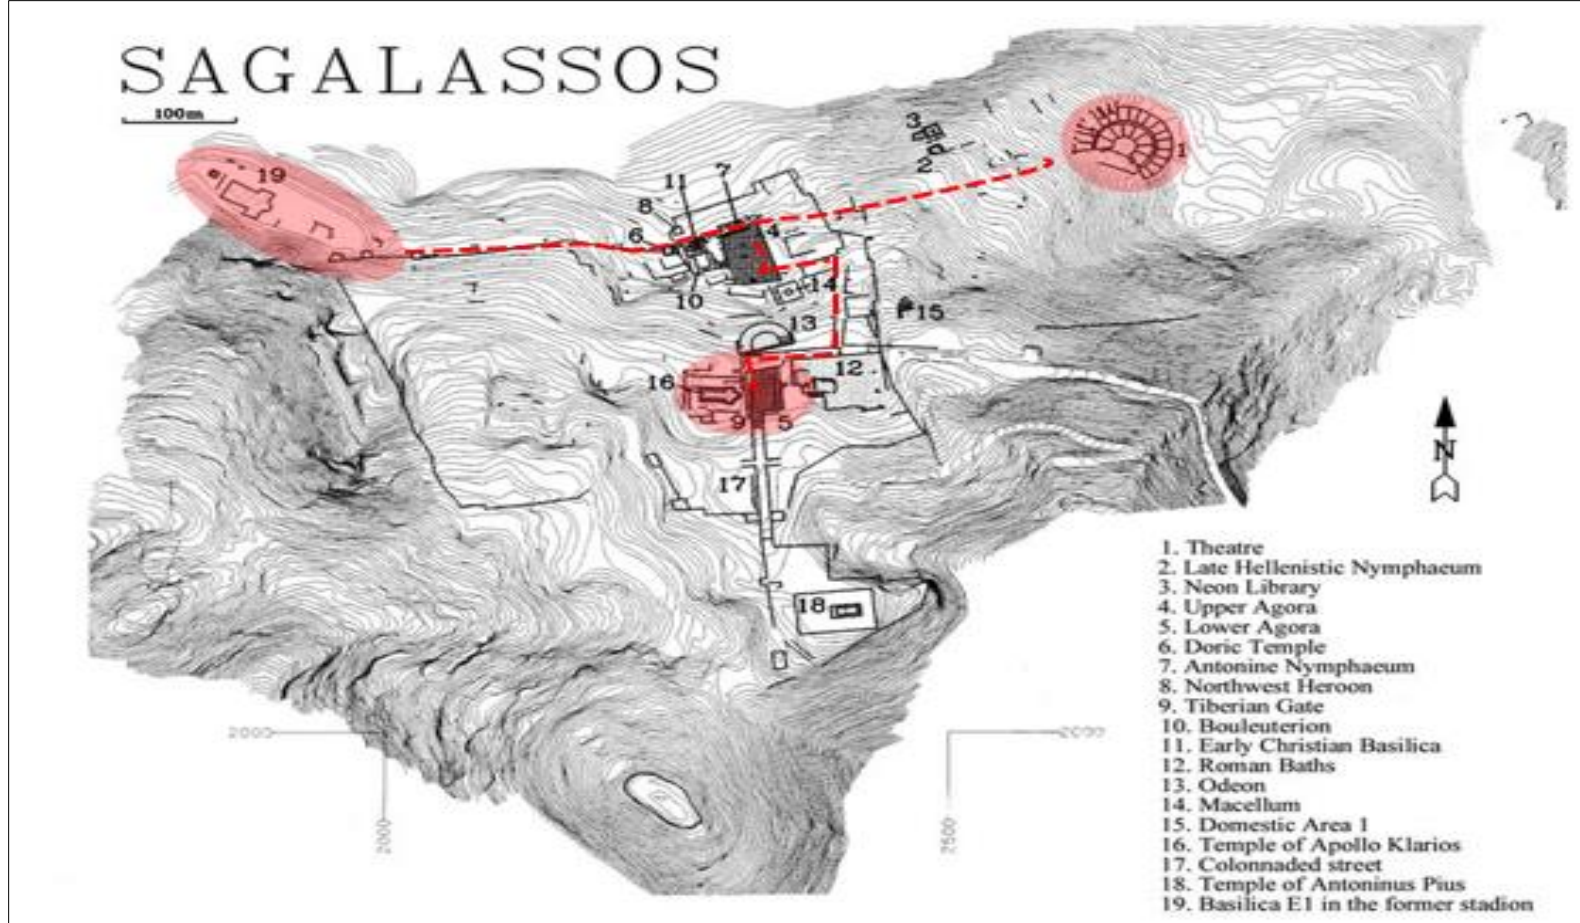 SAGALASSOS
100m
19
11
7
8
6
4
3
2
1
10
14
13
15
12
16
9
5
17
18
N
2000
2000
2000
2500
1. Theatre
2. Late Hellenistic Nymphaeum
3. Neon Library
4. Upper Agora
5. Lower Agora
6. Doric Temple
7. Antonine Nymphaeum
8. Northwest Heroon
9. Tiberian Gate
10. Bouleuterion
11. Early Christian Basilica
12. Roman Baths
13. Odeon
14. Macellum
15. Domestic Area 1
16. Temple of Apollo Klarios
17. Colonnaded street
18. Temple of Antoninus Pius
19. Basilica E1 in the former stadion